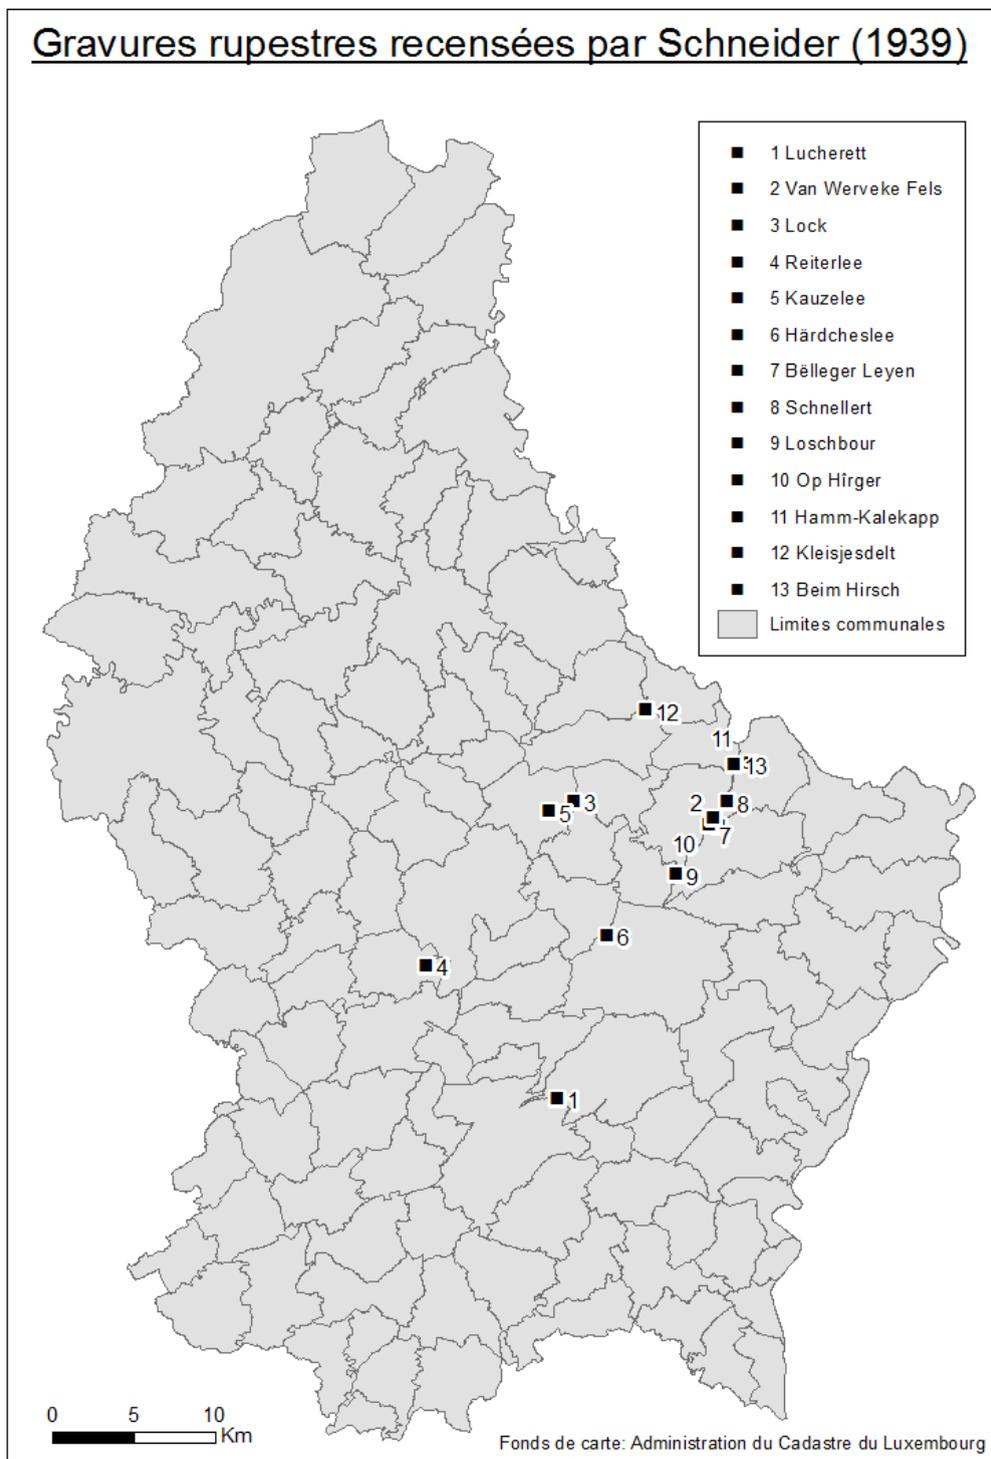 Gravures rupestres recensées par Schneider (1939)
1 Lucherett
2 Van Werveke Fels
3 Lock
4 Reiterlee
5 Kauzelee
6 Härdcheslee
7 Bëlleger Leyen
8 Schnellert
9 Loschbour
10 Op Hîrger
11 Hamm-Kalekapp
12 Kleisjesdelt
13 Beim Hirsch
Limites communales
12
11
13
5
3
2
8
7
10
9
6
4
1
0 5 10
Km
Fonds de carte: Administration du Cadastre du Luxembourg